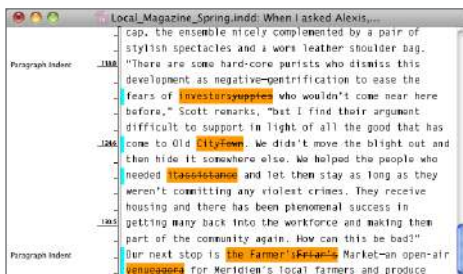 Local_Magazine_Spring.indd: When I asked Alexis,...
cap, the ensemble nicely complemented by a pair of
stylish spectacles and a worn leather shoulder bag.
Paragraph Indent "There are some hard-core purists who dismiss this
development as negative gentrification to ease the
fears of investorsyuppies who wouldn't come near here
before," Scott remarks, "but I find their argument
difficult to support in light of all the good that has
come to Old CityTown. We didn't move the blight out and
then hide it somewhere else. We helped the people who
needed itassistance and let them stay as long as they
weren't committing any violent crimes. They receive
housing and there has been phenomenal success in
getting many back into the workforce and making them
part of the community again. How can this be bad?"
Paragraph Indent Our next stop is the Farmer'sFriar's Market—an open-air
venueagora for Meridien's local farmers and produce